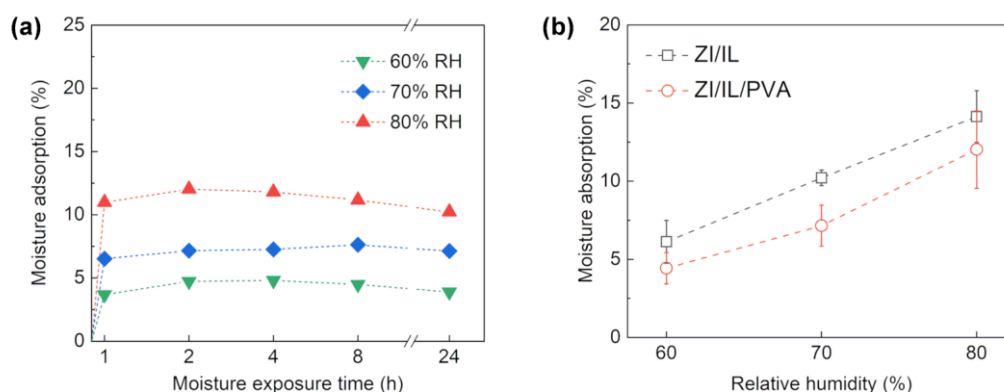 (a)
25
20
15
10
5
0
Moisture adsorption (%)
60% RH
70% RH
80% RH
1 2 4 8 24
Moisture exposure time (h)
(b)
20
15
10
5
0
Moisture absorption (%)
ZI/IL
ZI/IL/PVA
60 70 80
Relative humidity (%)